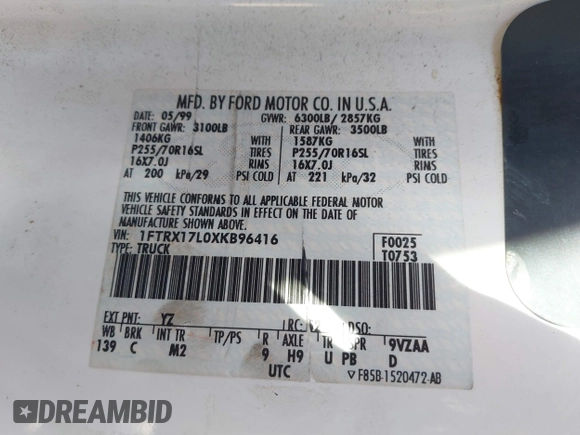 MFD. BY FORD MOTOR CO. IN U.S.A.
DATE: 05/99 GVWR: 6300LB/ 2857KG
FRONT GAWR: 3100LB REAR GAWR: 3500LB
1406KG WITH 1587KG WITH
P255/70R16SL TIRES P255/70R16SL TIRES
16X7.0J RIMS 16X7.0J RIMS
AT 200 kPa/29 PSI COLD AT 221 kPa/32 PSI COLD
THIS VEHICLE CONFORMS TO ALL APPLICABLE FEDERAL MOTOR
VEHICLE SAFETY STANDARDS IN EFFECT ON THE DATE OF
MANUFACTURE SHOWN ABOVE.
VIN: 1FTRX17L0XKB96416 F0025
TYPE: TRUCK T0753
EXT PNT: YZ RC: DSO:
WB BRK INT TR TP/PS R AXLE TR SPR 9VZAA
139 C M2 9 H9 U PB D
UTC ▽ F85B-1520472-AB
DREAMBID